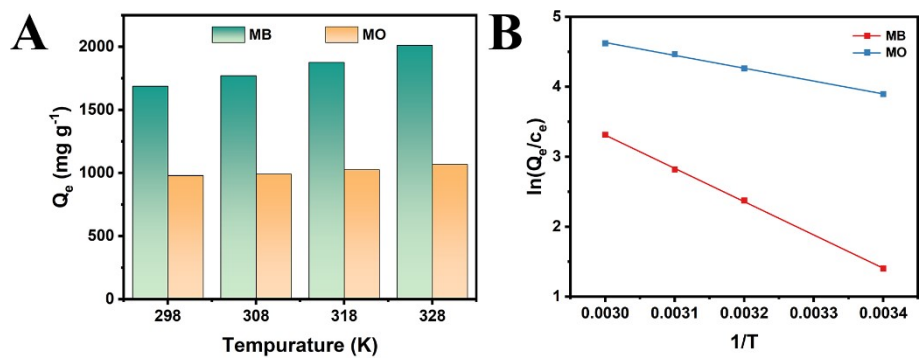 A
MB
MO
2000
1500
1000
500
0
Qₑ (mg g⁻¹)
298
308
318
328
Tempurature (K)
B
MB
MO
5
4
3
2
1
ln(Qₑ/cₑ)
0.0030
0.0031
0.0032
0.0033
0.0034
1/T